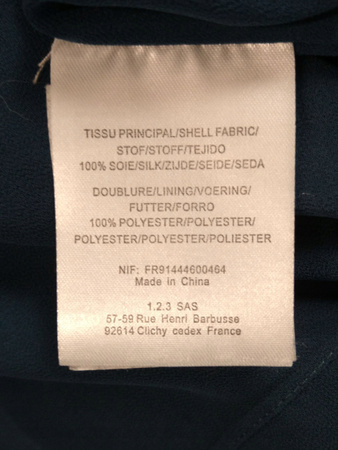 TISSU PRINCIPAL/SHELL FABRIC/
STOF/STOFF/TEJIDO
100% SOIE/SILK/ZIJDE/SEIDE/SEDA
DOUBLURE/LINING/VOERING/
FUTTER/FORRO
100% POLYESTER/POLYESTER/
POLYESTER/POLYESTER/POLIESTER
NIF: FR91444600464
Made in China
1.2.3 SAS
57-59 Rue Henri Barbusse
92614 Clichy cedex France